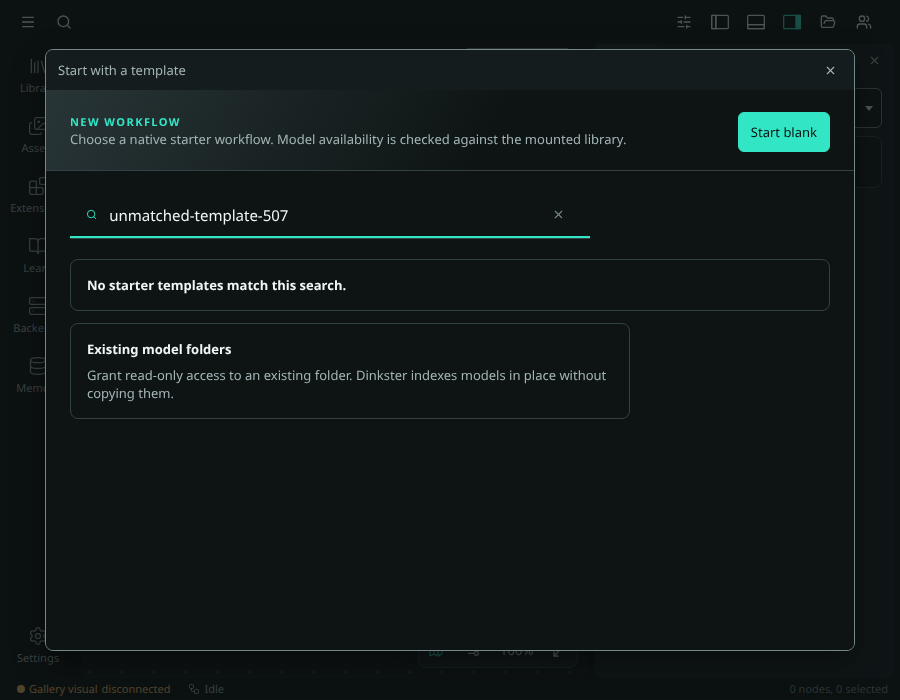 Start with a template
NEW WORKFLOW
Choose a native starter workflow. Model availability is checked against the mounted library.
Start blank
unmatched-template-507
No starter templates match this search.
Existing model folders
Grant read-only access to an existing folder. Dinkster indexes models in place without
copying them.
Settings
100%
Gallery visual disconnected
Idle
0 nodes, 0 selected